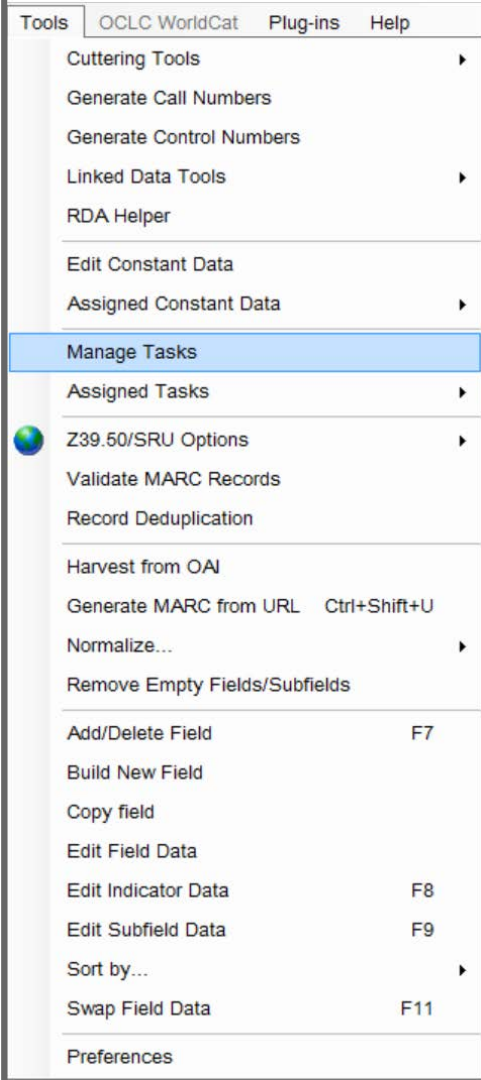 Tools OCLC WorldCat Plug-ins Help
Cuttering Tools
Generate Call Numbers
Generate Control Numbers
Linked Data Tools
RDA Helper
Edit Constant Data
Assigned Constant Data
Manage Tasks
Assigned Tasks
Z39.50/SRU Options
Validate MARC Records
Record Deduplication
Harvest from OAI
Generate MARC from URL Ctrl+Shift+U
Normalize...
Remove Empty Fields/Subfields
Add/Delete Field F7
Build New Field
Copy field
Edit Field Data
Edit Indicator Data F8
Edit Subfield Data F9
Sort by...
Swap Field Data F11
Preferences